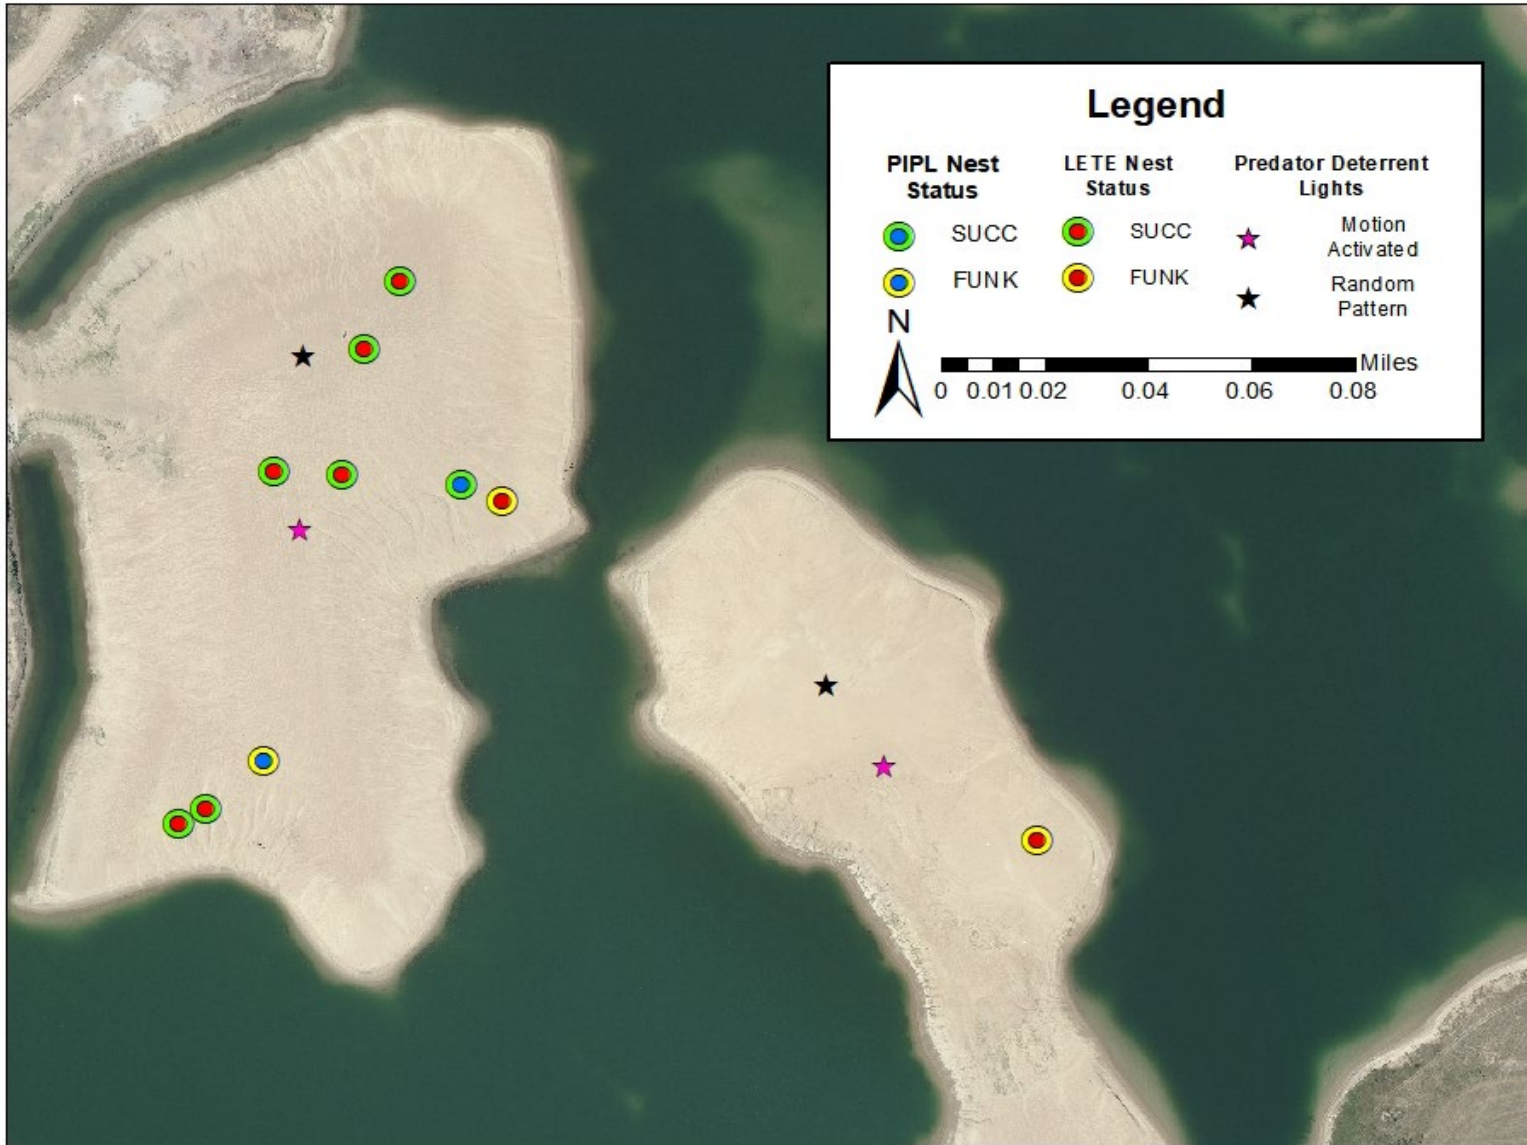 Legend
PIPL Nest
Status
SUCC
FUNK
LETE Nest
Status
SUCC
FUNK
Predator Deterrent
Lights
Motion
Activated
Random
Pattern
N
Miles
0 0.01 0.02 0.04 0.06 0.08